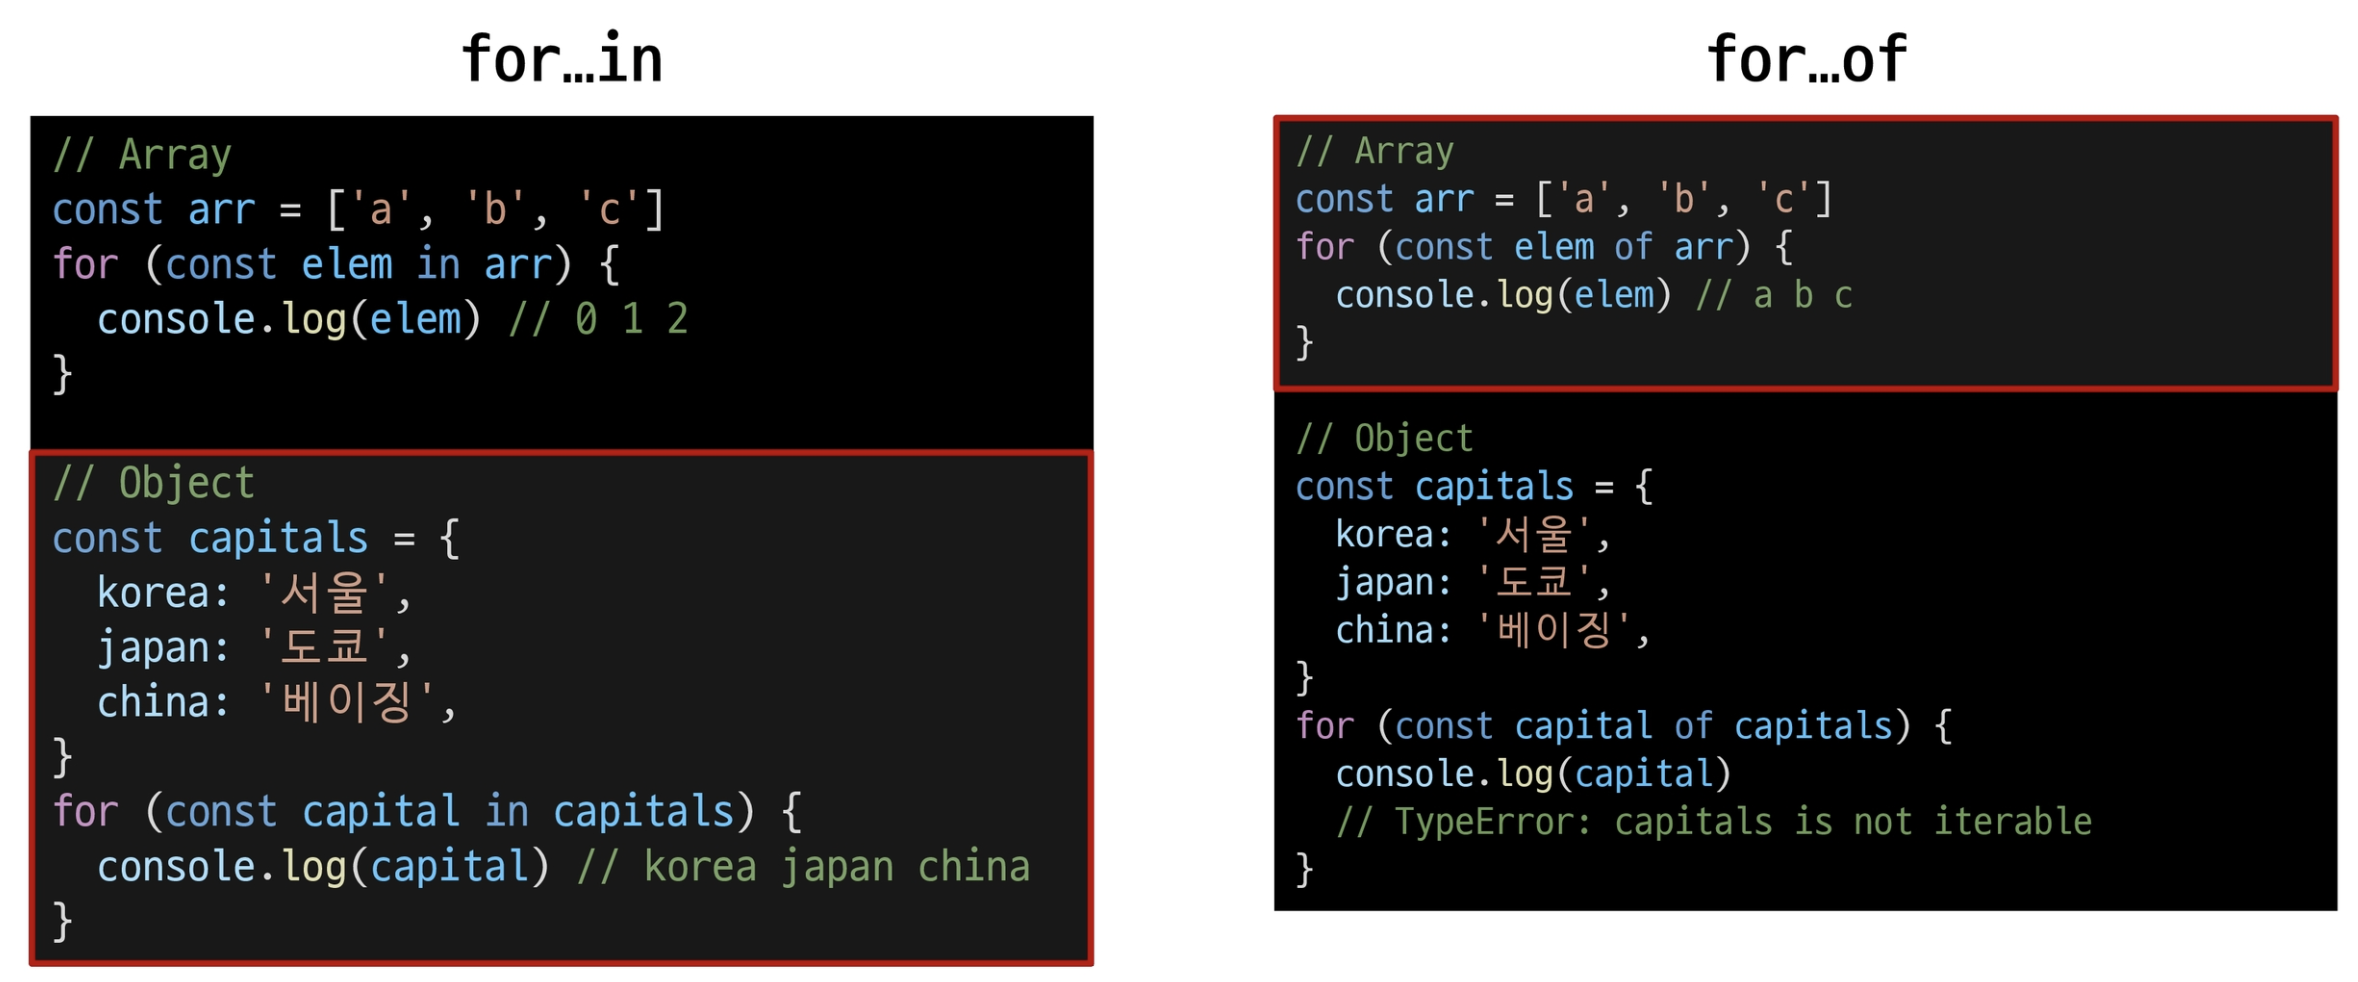 for…in
// Array
const arr = ['a', 'b', 'c']
for (const elem in arr) {
  console.log(elem) // 0 1 2
}
// Object
const capitals = {
  korea: '서울',
  japan: '도쿄',
  china: '베이징',
}
for (const capital in capitals) {
  console.log(capital) // korea japan china
}
for…of
// Array
const arr = ['a', 'b', 'c']
for (const elem of arr) {
  console.log(elem) // a b c
}
// Object
const capitals = {
  korea: '서울',
  japan: '도쿄',
  china: '베이징',
}
for (const capital of capitals) {
  console.log(capital)
  // TypeError: capitals is not iterable
}